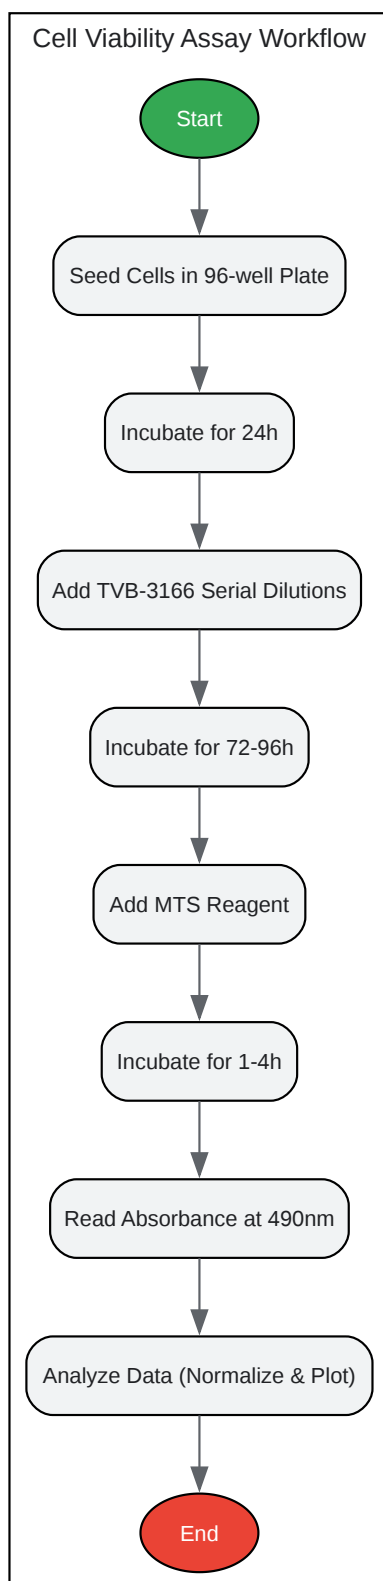 Cell Viability Assay Workflow
Start
Seed Cells in 96-well Plate
Incubate for 24h
Add TVB-3166 Serial Dilutions
Incubate for 72-96h
Add MTS Reagent
Incubate for 1-4h
Read Absorbance at 490nm
Analyze Data (Normalize & Plot)
End